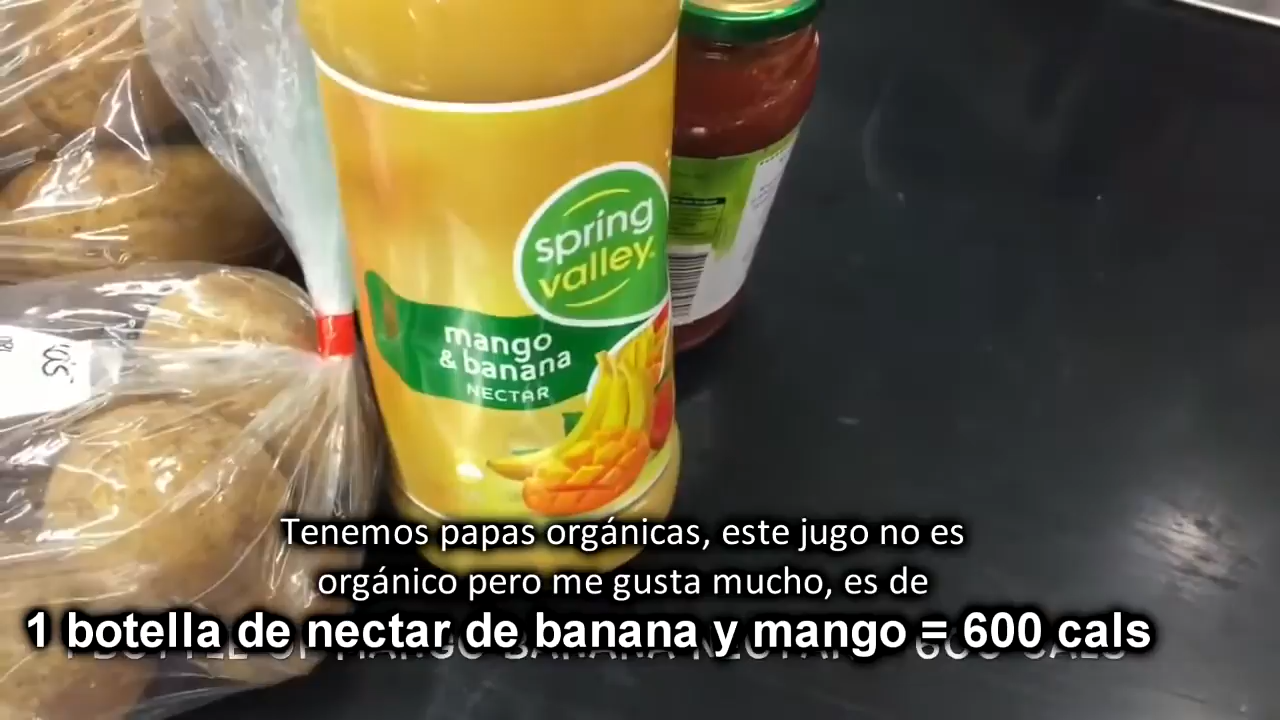 spring
valley
mango
& banana
NECTAR
Tenemos papas orgánicas, este jugo no es
orgánico pero me gusta mucho, es de
1 botella de nectar de banana y mango = 600 cals